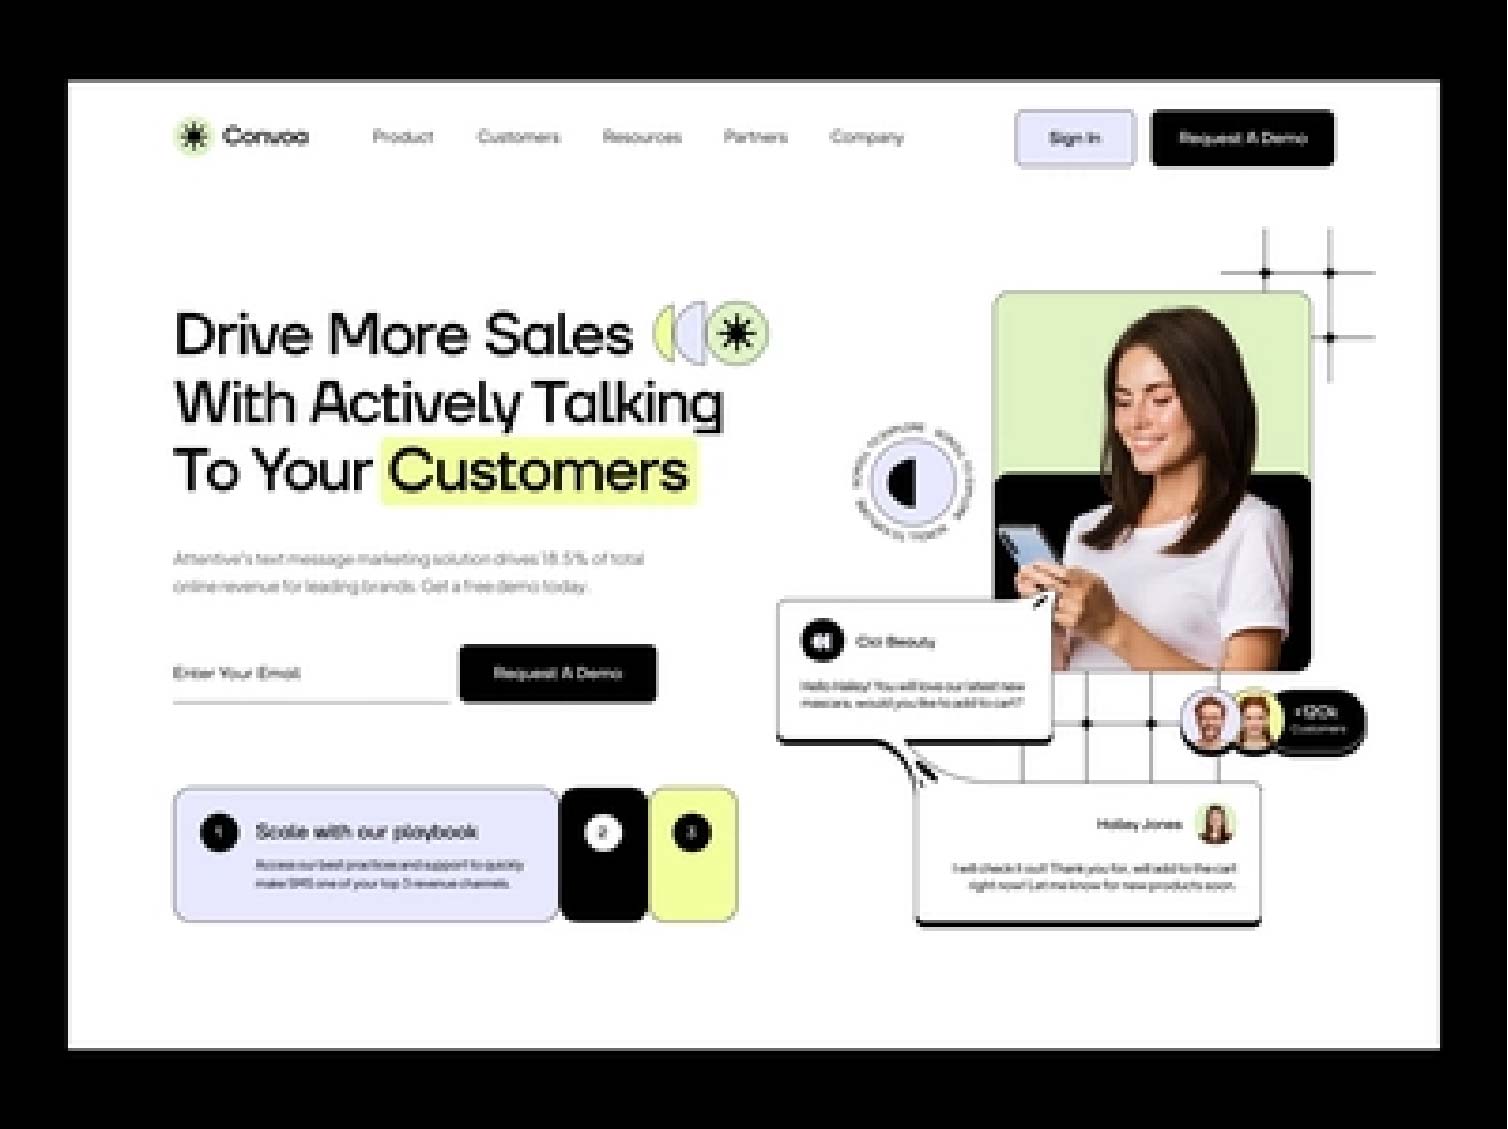 Convoo
Product Customers Resources Partners Company
Sign In
Request A Demo
Drive More Sales
With Actively Talking
To Your Customers
Attentive's text message marketing solution drives 18.5% of total
online revenue for leading brands. Get a free demo today.
Enter Your Email
Request A Demo
1
Scale with our playbook
Access our best practices and support to quickly
make SMS one of your top 3 revenue channels.
2
3
SCROLL TO EXPLORE
Beauty
Hello Hailey! You will love our latest new
mascara, would you like to add to cart?
Customers
Hailey Jones
I will check it out! Thank you for, will add to the cart
right now! Let me know for new products soon.